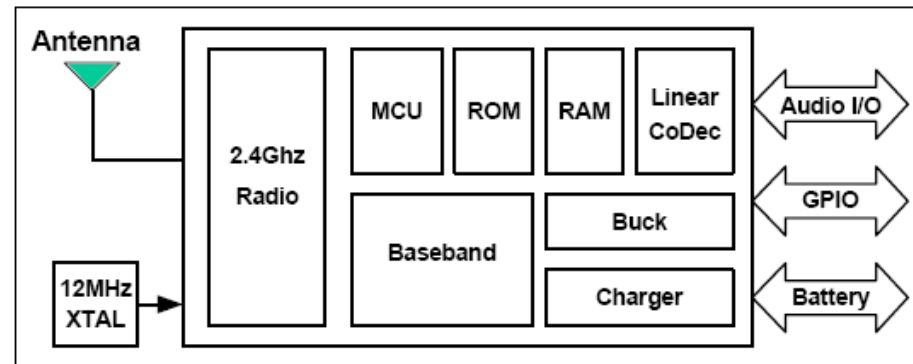 Antenna
2.4Ghz
Radio
MCU
ROM
RAM
Linear
CoDec
Audio I/O
GPIO
Baseband
Buck
12MHz
XTAL
Charger
Battery